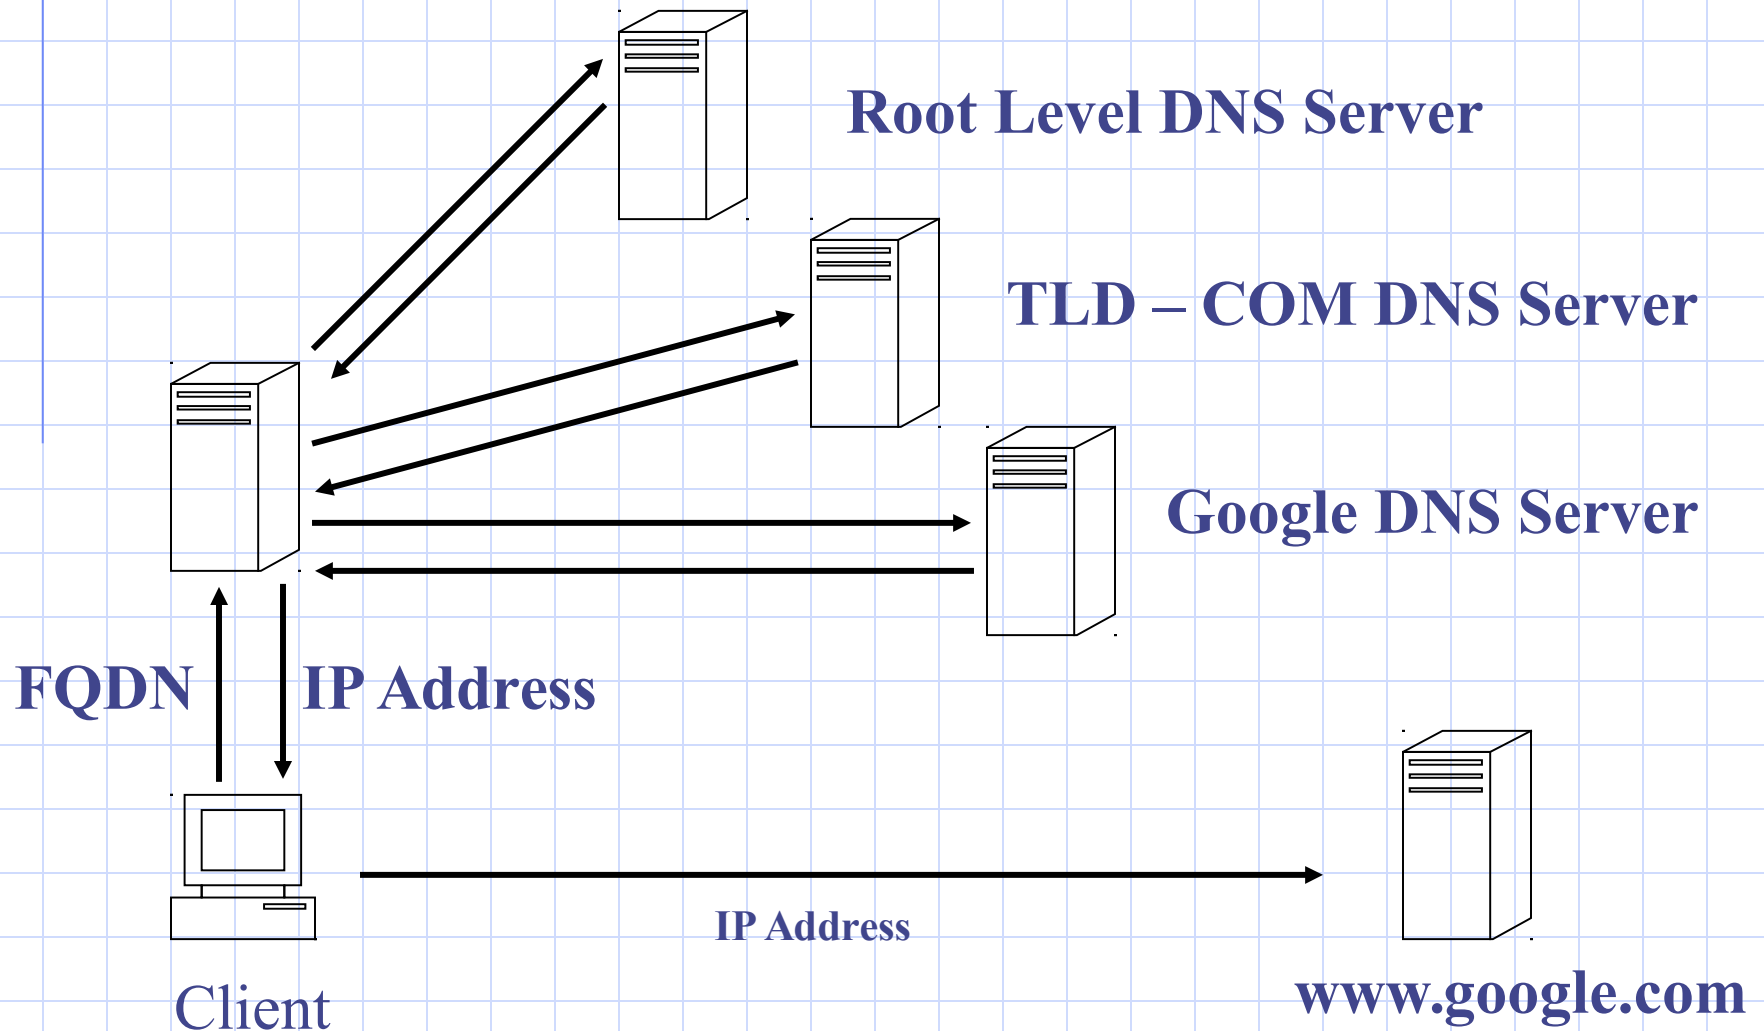 Root Level DNS Server
TLD – COM DNS Server
Google DNS Server
FQDN
IP Address
IP Address
Client
www.google.com